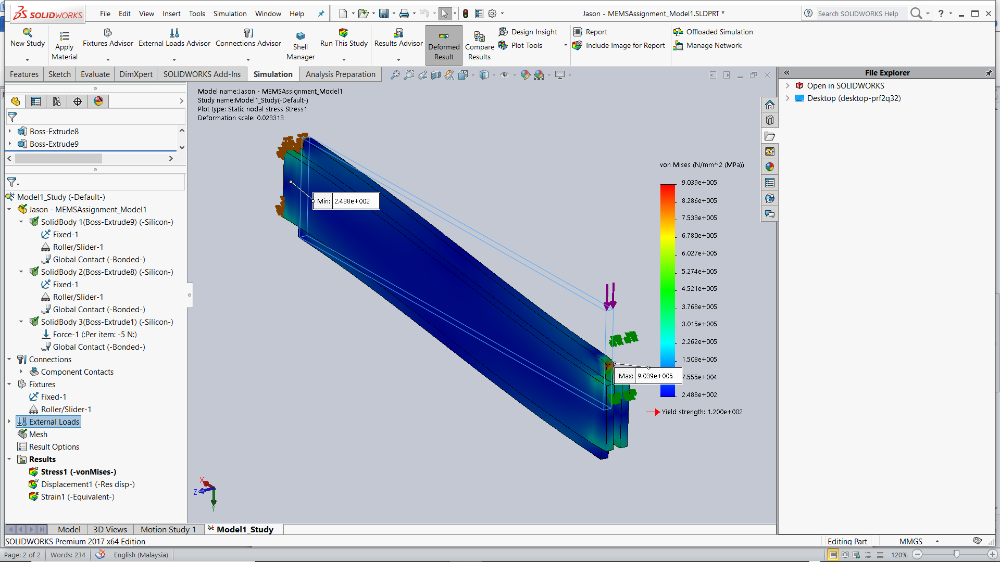 SOLIDWORKS
File Edit View Insert Tools Simulation Window Help
Jason - MEMSAssignment_Model1.SLDPRT *
Search SOLIDWORKS Help
New Study
Apply Material
Fixtures Advisor
External Loads Advisor
Connections Advisor
Shell Manager
Run This Study
Results Advisor
Deformed Result
Compare Results
Design Insight
Plot Tools
Report
Include Image for Report
Offloaded Simulation
Manage Network
Features Sketch Evaluate DimXpert SOLIDWORKS Add-Ins Simulation Analysis Preparation
File Explorer
Open in SOLIDWORKS
Desktop (desktop-prf2q32)
Boss-Extrude8
Boss-Extrude9
Model1_Study (-Default-)
Jason - MEMSAssignment_Model1
SolidBody 1(Boss-Extrude9) (-Silicon-)
Fixed-1
Roller/Slider-1
Global Contact (-Bonded-)
SolidBody 2(Boss-Extrude8) (-Silicon-)
Fixed-1
Roller/Slider-1
Global Contact (-Bonded-)
SolidBody 3(Boss-Extrude1) (-Silicon-)
Force-1 (:Per item: -5 N:)
Global Contact (-Bonded-)
Connections
Component Contacts
Fixtures
Fixed-1
Roller/Slider-1
External Loads
Mesh
Result Options
Results
Stress1 (-vonMises-)
Displacement1 (-Res disp-)
Strain1 (-Equivalent-)
Model name:Jason - MEMSAssignment_Model1
Study name:Model1_Study(-Default-)
Plot type: Static nodal stress Stress1
Deformation scale: 0.023313
Min: 2.488e+002
Max: 9.039e+005
von Mises (N/mm^2 (MPa))
9.039e+005
8.286e+005
7.533e+005
6.780e+005
6.027e+005
5.274e+005
4.521e+005
3.768e+005
3.015e+005
2.262e+005
1.508e+005
7.555e+004
2.488e+002
Yield strength: 1.200e+002
X
Z
Y
Model 3D Views Motion Study 1 Model1_Study
SOLIDWORKS Premium 2017 x64 Edition
Editing Part MMGS
Page: 2 of 2 Words: 234 English (Malaysia) 120%